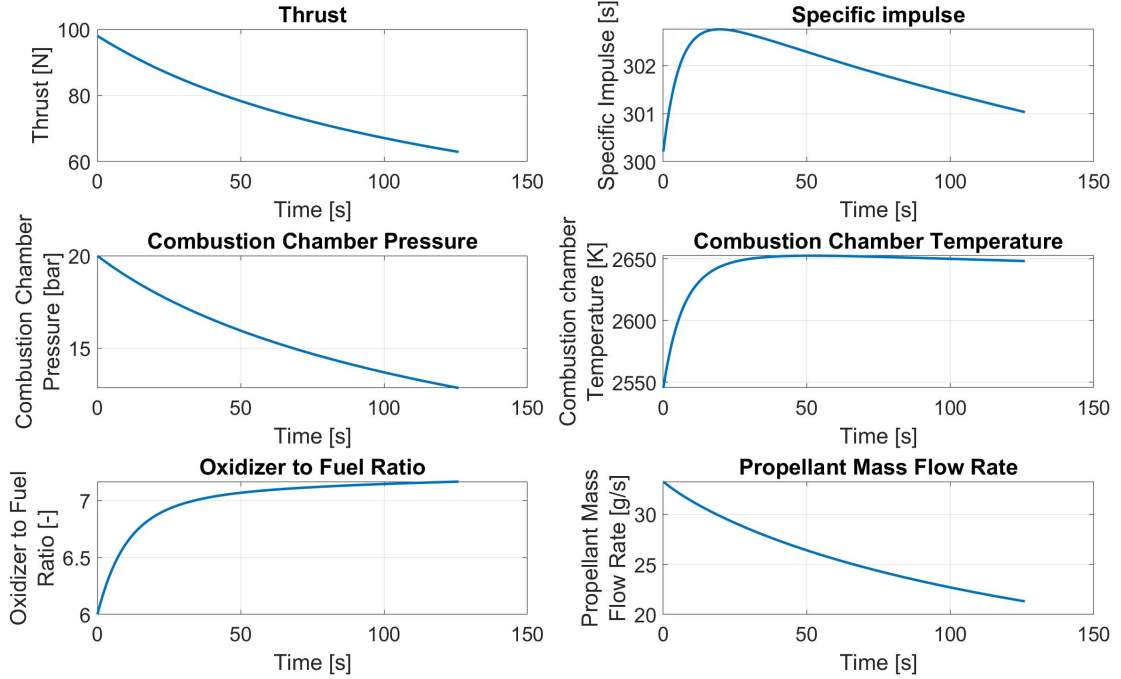 Thrust
Thrust [N]
100
80
60
0
50
100
150
Time [s]
Specific impulse
Specific Impulse [s]
302
301
300
0
50
100
150
Time [s]
Combustion Chamber Pressure
Combustion Chamber
Pressure [bar]
20
15
0
50
100
150
Time [s]
Combustion Chamber Temperature
Combustion chamber
Temperature [K]
2650
2600
2550
0
50
100
150
Time [s]
Oxidizer to Fuel Ratio
Oxidizer to Fuel
Ratio [-]
7
6.5
6
0
50
100
150
Time [s]
Propellant Mass Flow Rate
Propellant Mass
Flow Rate [g/s]
30
25
20
0
50
100
150
Time [s]